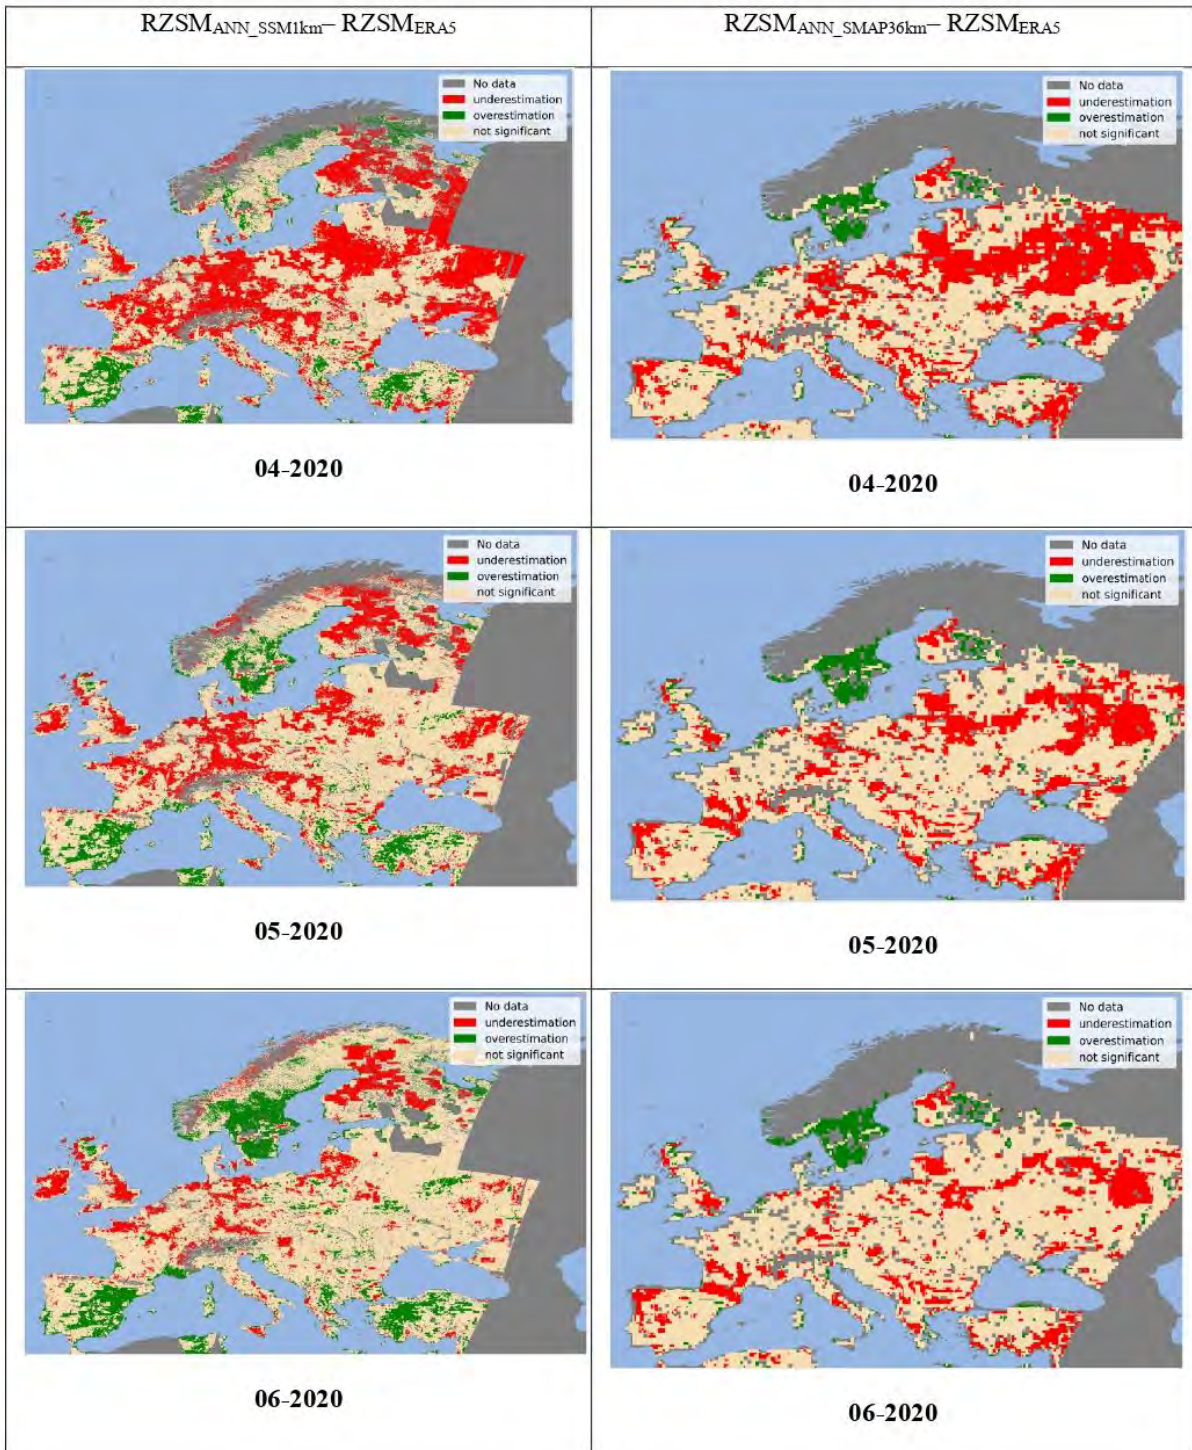 RZSMANN_SSM1km– RZSMERA5
RZSMANN_SMAP36km– RZSMERA5
No data
underestimation
overestimation
not significant
04-2020
No data
underestimation
overestimation
not significant
04-2020
No data
underestimation
overestimation
not significant
05-2020
No data
underestimation
overestimation
not significant
05-2020
No data
underestimation
overestimation
not significant
06-2020
No data
underestimation
overestimation
not significant
06-2020